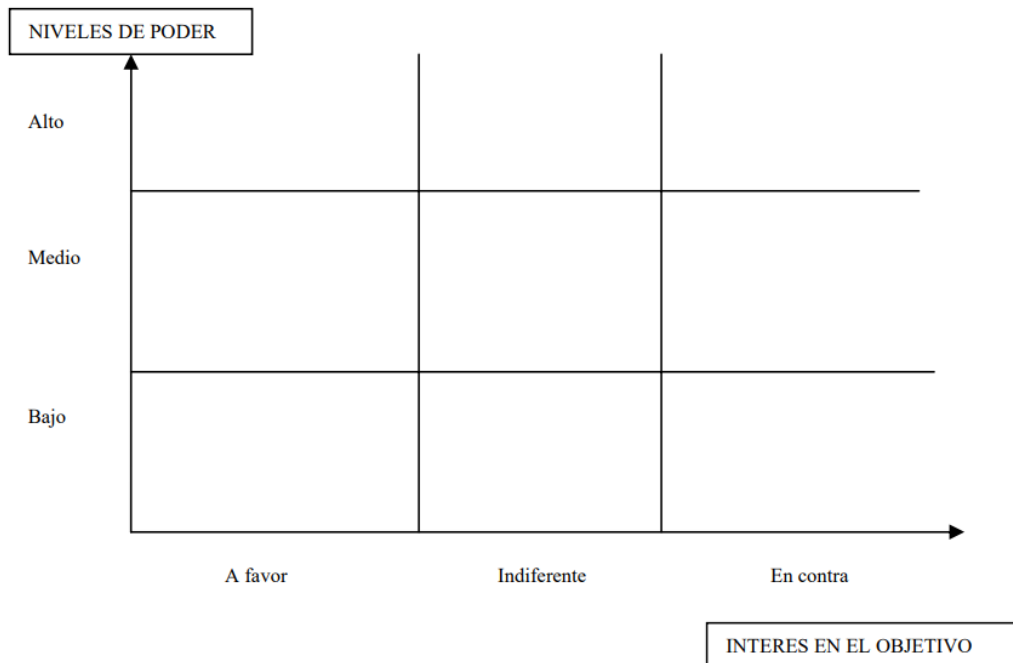 NIVELES DE PODER
Alto
Medio
Bajo
A favor
Indiferente
En contra
INTERES EN EL OBJETIVO